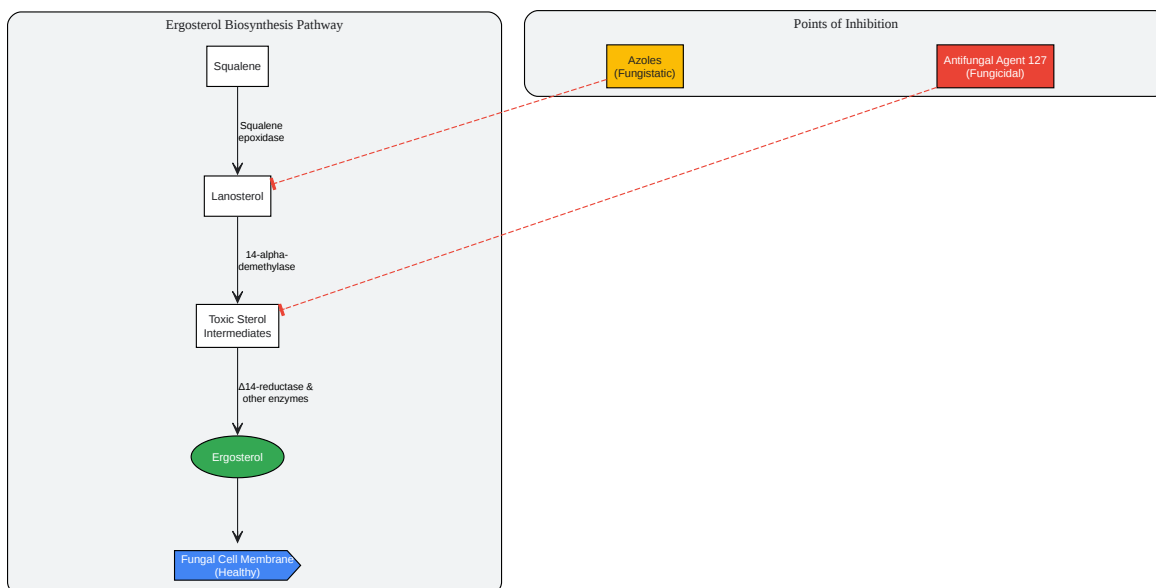 Ergosterol Biosynthesis Pathway
Squalene
Squalene
epoxidase
Lanosterol
14-alpha-
demethylase
Toxic Sterol
Intermediates
Δ14-reductase &
other enzymes
Ergosterol
Fungal Cell Membrane
(Healthy)
Points of Inhibition
Azoles
(Fungistatic)
Antifungal Agent 127
(Fungicidal)